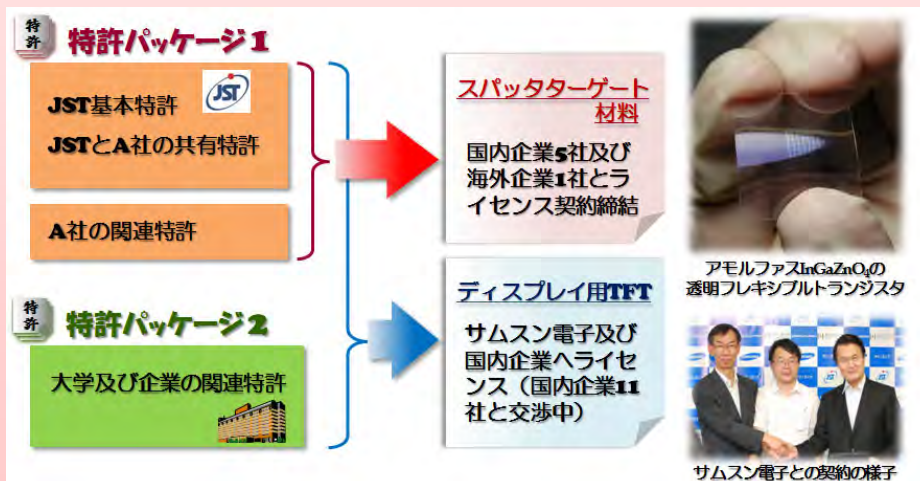 特許
特許パッケージ1
JST基本特許
JST
JSTとA社の共有特許
A社の関連特許
特許
特許パッケージ2
大学及び企業の関連特許
スパッタターゲート
材料
国内企業5社及び
海外企業1社とラ
イセンス契約締結
ディスプレイ用TFT
サムスン電子及び
国内企業へライセ
ンス（国内企業11
社と交渉中）
アモルファスInGaZnO₄の
透明フレキシブルトランジスタ
サムスン電子との契約の様子